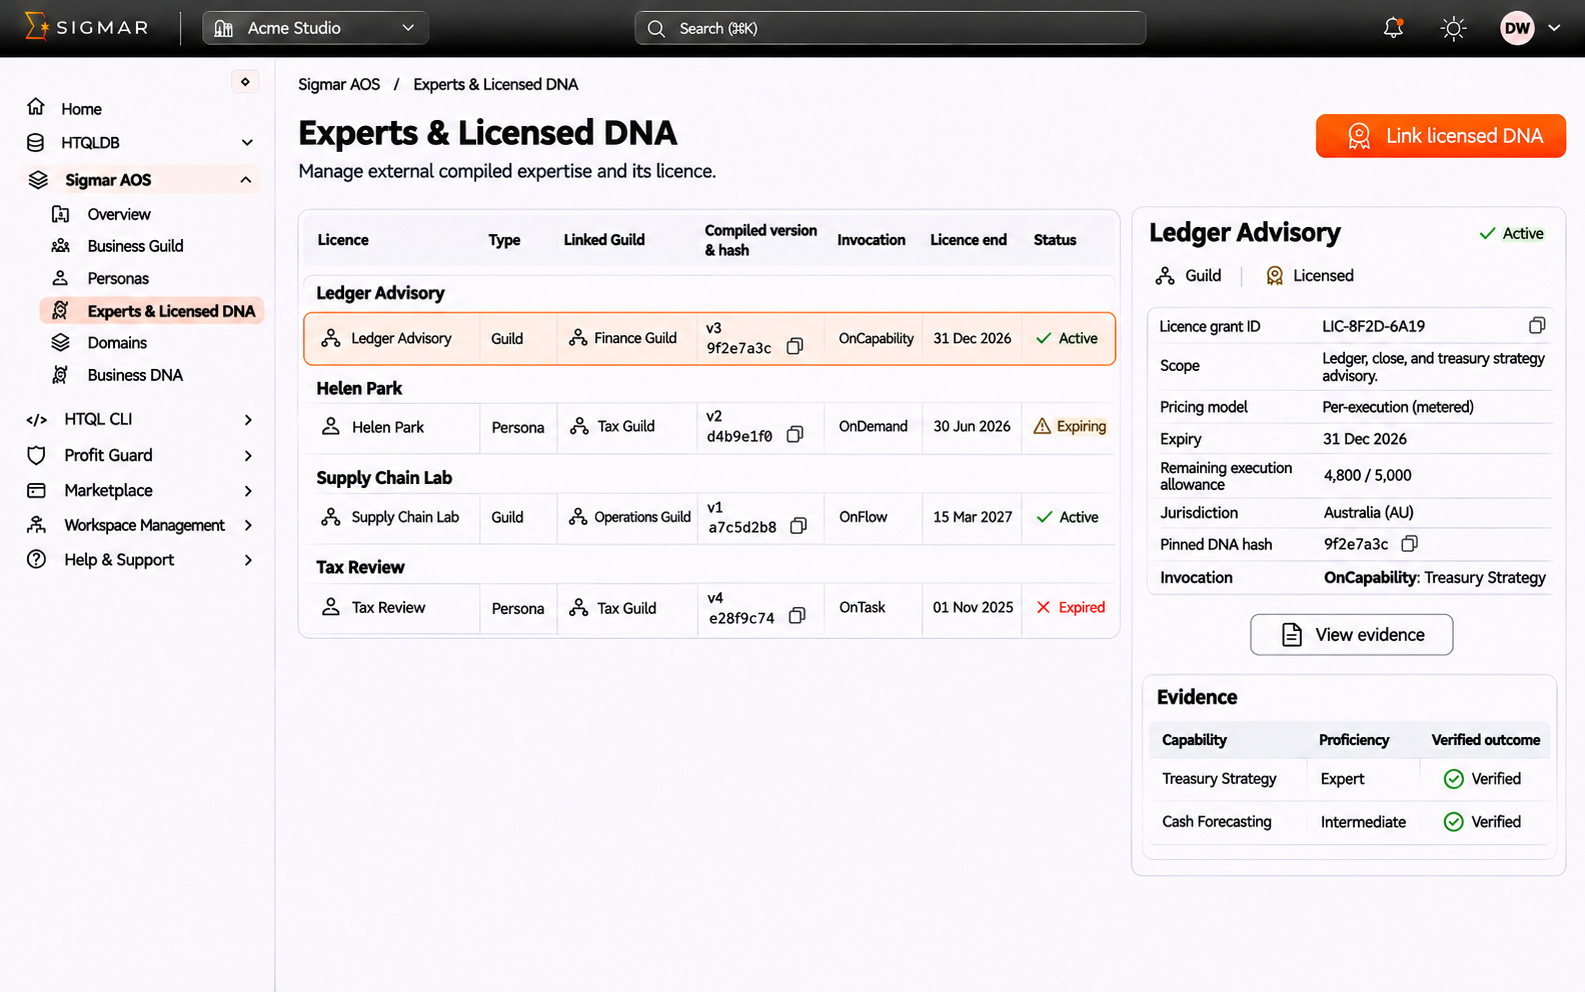 SIGMAR
Acme Studio
Search (⌘K)
DW
Home
HTQLDB
Sigmar AOS
Overview
Business Guild
Personas
Experts & Licensed DNA
Domains
Business DNA
HTQL CLI
Profit Guard
Marketplace
Workspace Management
Help & Support
Sigmar AOS / Experts & Licensed DNA
Experts & Licensed DNA
Manage external compiled expertise and its licence.
Link licensed DNA
Licence Type Linked Guild Compiled version & hash Invocation Licence end Status
Ledger Advisory
Ledger Advisory Guild Finance Guild v3 9f2e7a3c OnCapability 31 Dec 2026 Active
Helen Park
Helen Park Persona Tax Guild v2 d4b9e1f0 OnDemand 30 Jun 2026 Expiring
Supply Chain Lab
Supply Chain Lab Guild Operations Guild v1 a7c5d2b8 OnFlow 15 Mar 2027 Active
Tax Review
Tax Review Persona Tax Guild v4 e28f9c74 OnTask 01 Nov 2025 Expired
Ledger Advisory
Active
Guild
Licensed
Licence grant ID LIC-8F2D-6A19
Scope Ledger, close, and treasury strategy advisory.
Pricing model Per-execution (metered)
Expiry 31 Dec 2026
Remaining execution allowance 4,800 / 5,000
Jurisdiction Australia (AU)
Pinned DNA hash 9f2e7a3c
Invocation OnCapability: Treasury Strategy
View evidence
Evidence
Capability Proficiency Verified outcome
Treasury Strategy Expert Verified
Cash Forecasting Intermediate Verified